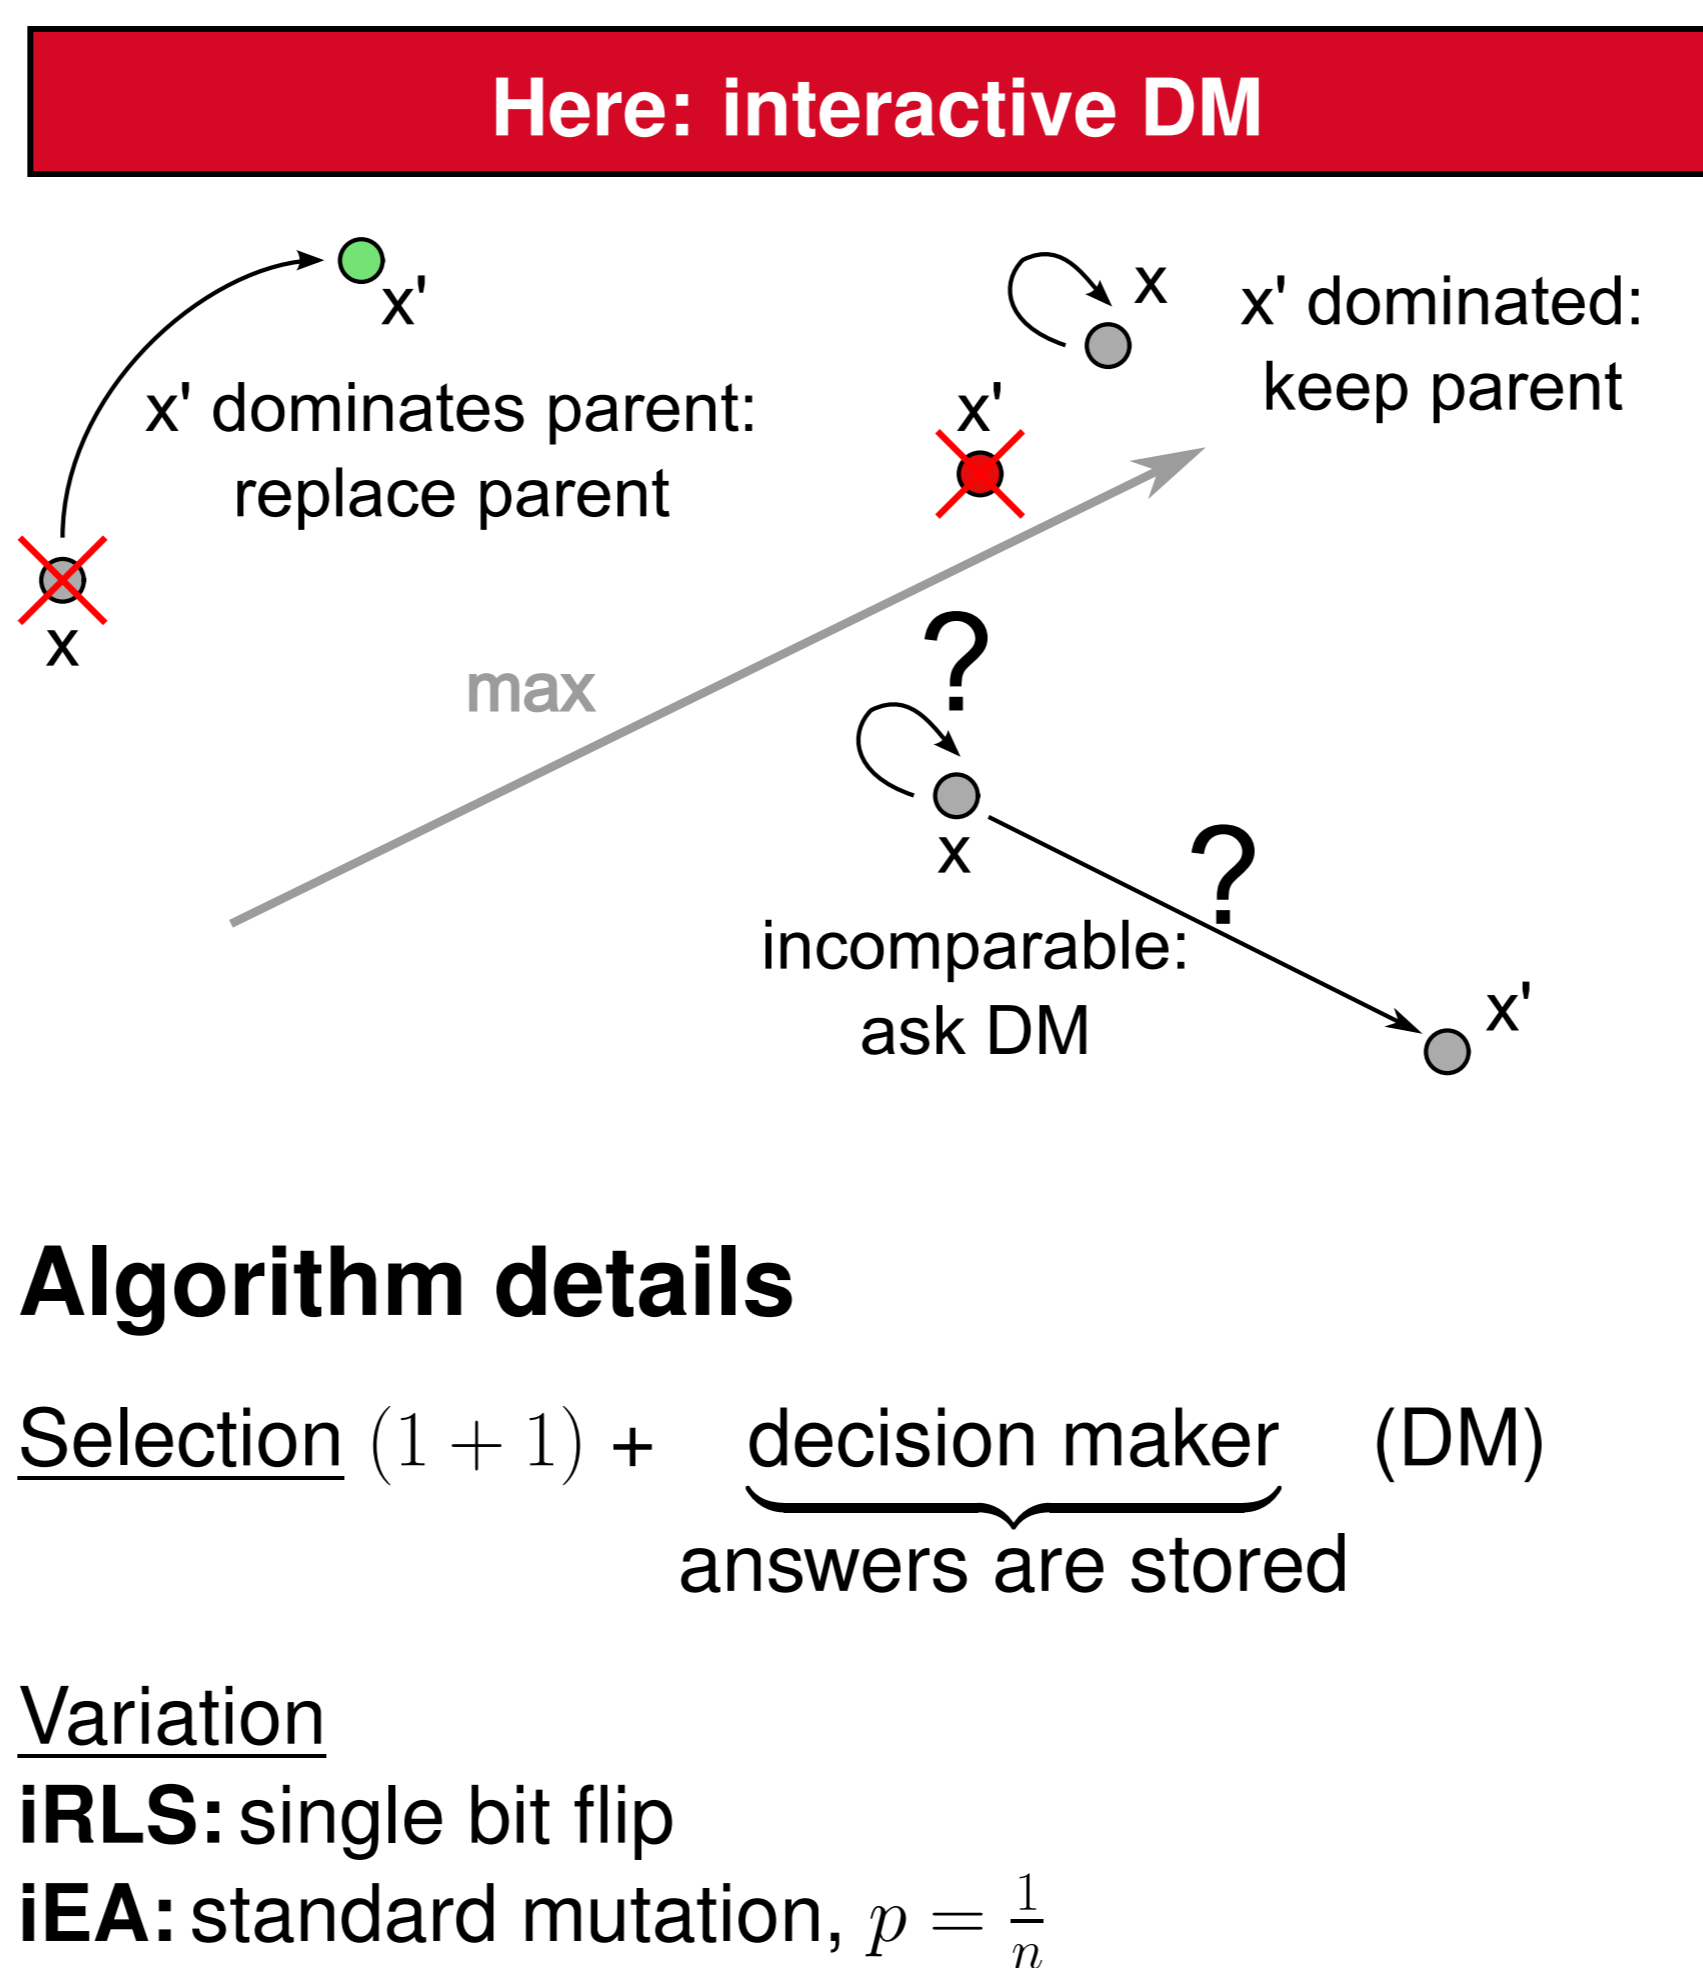 Here: interactive DM
x'
x' dominates parent:
replace parent
x
x
x' dominated:
keep parent
x'
max
?
x
?
incomparable:
ask DM
x'
Algorithm details
Selection (1 + 1) + decision maker (DM)
answers are stored
Variation
iRLS: single bit flip
iEA: standard mutation, p = 1/n